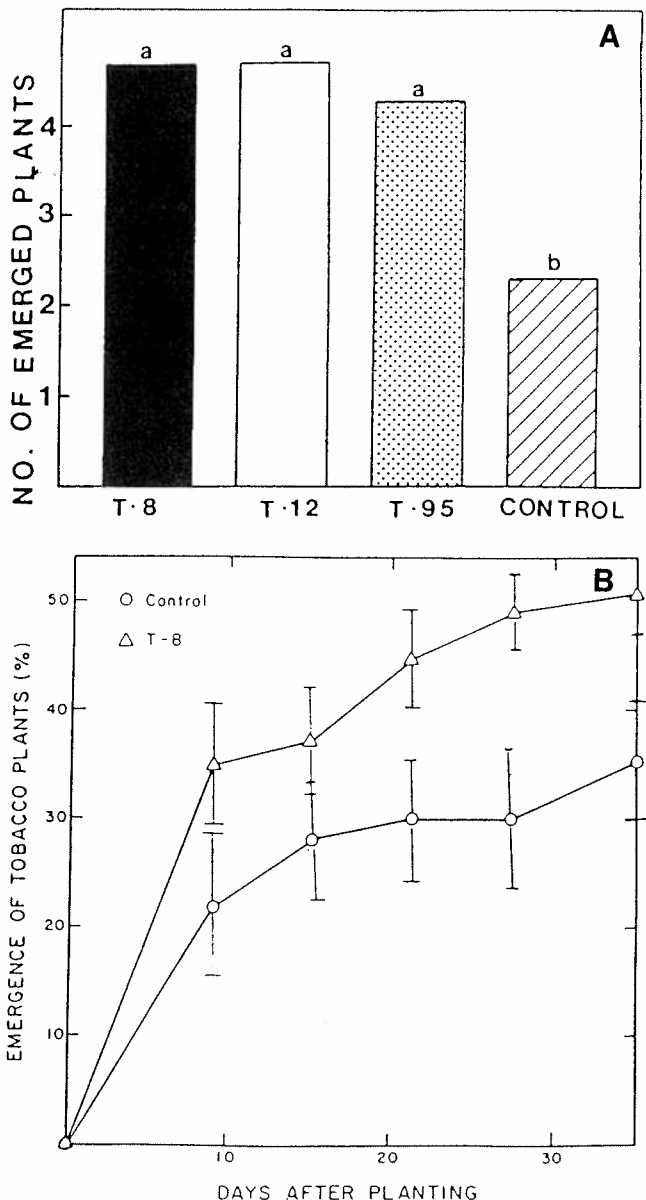 A
NO. OF EMERGED PLANTS
4
3
2
1
a
a
a
b
T·8 T·12 T·95 CONTROL
B
EMERGENCE OF TOBACCO PLANTS (%)
50
40
30
20
10
Control
T-8
10 20 30
DAYS AFTER PLANTING